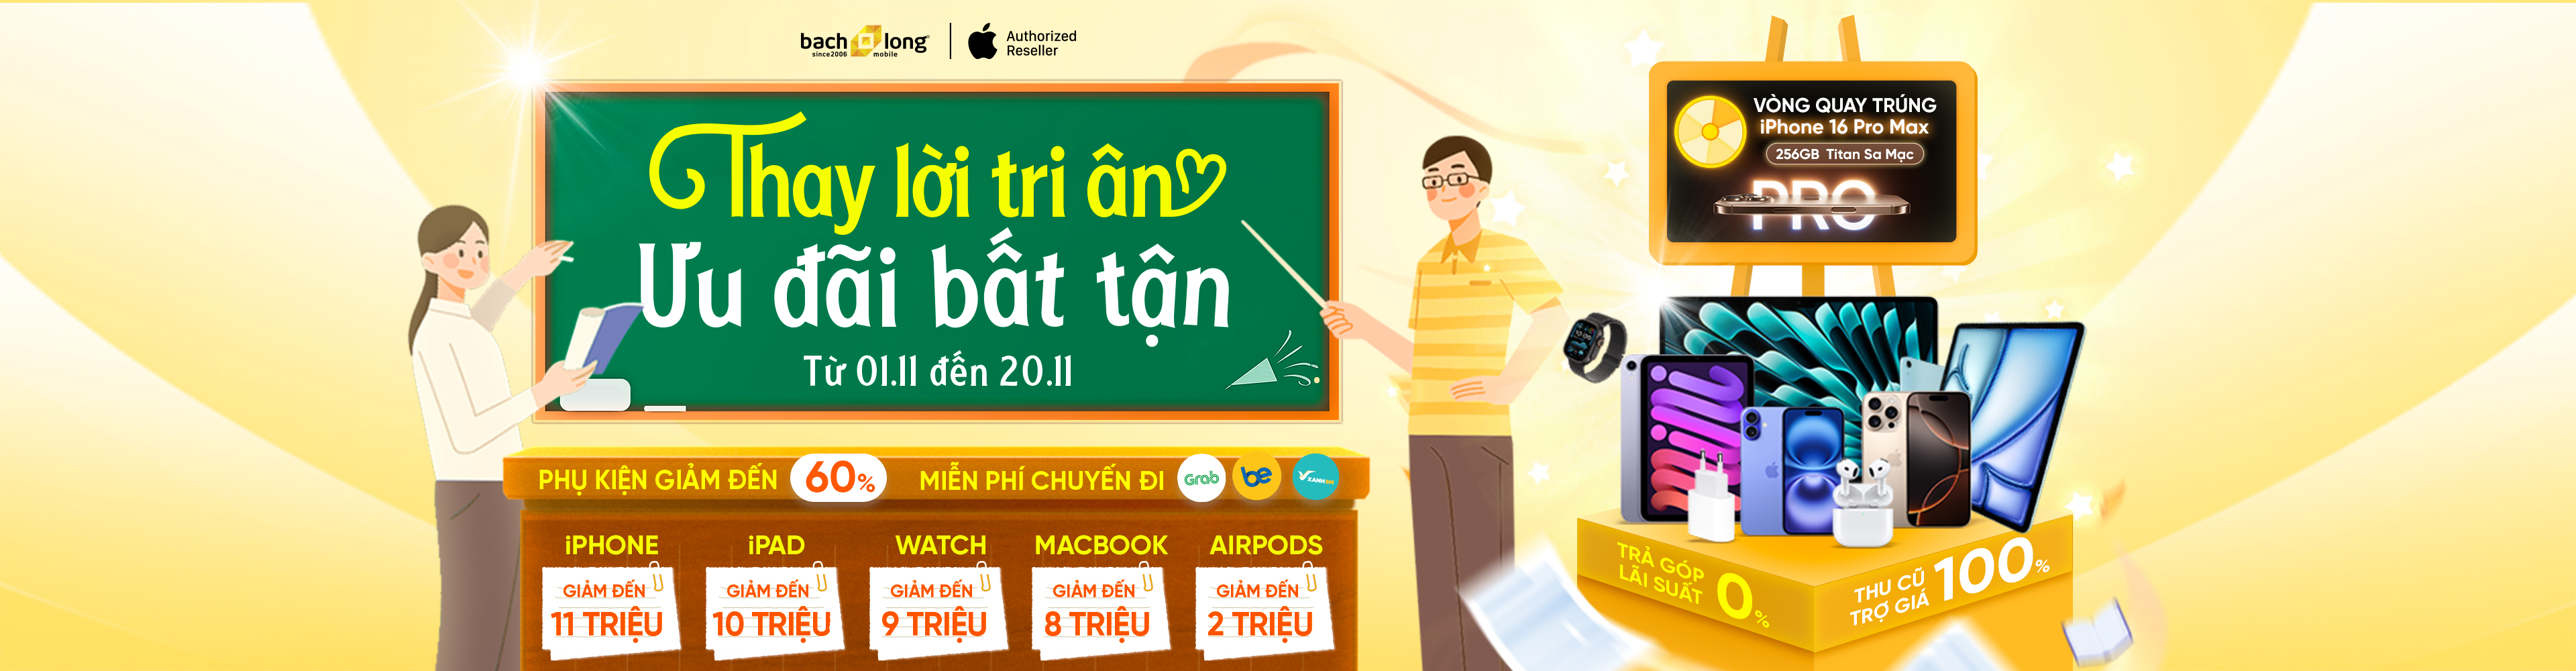 bach long
since2006 mobile
Authorized
Reseller
Thay lời tri ân
Ưu đãi bất tận
Từ 01.11 đến 20.11
PHỤ KIỆN GIẢM ĐẾN 60%
MIỄN PHÍ CHUYẾN ĐI Grab be XANH SM
iPHONE
GIẢM ĐẾN
11 TRIỆU
iPAD
GIẢM ĐẾN
10 TRIỆU
WATCH
GIẢM ĐẾN
9 TRIỆU
MACBOOK
GIẢM ĐẾN
8 TRIỆU
AIRPODS
GIẢM ĐẾN
2 TRIỆU
VÒNG QUAY TRÚNG
iPhone 16 Pro Max
256GB Titan Sa Mạc
PRO
mini
TRẢ GÓP
LÃI SUẤT 0%
THU CŨ
TRỢ GIÁ 100%